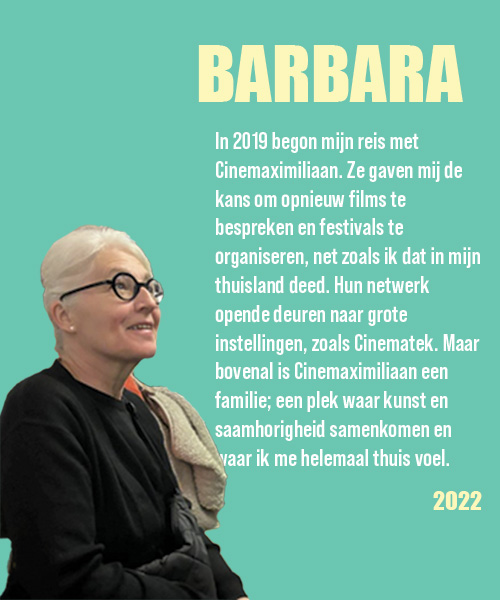 BARBARA
In 2019 begon mijn reis met
Cinemaximiliaan. Ze gaven mij de
kans om opnieuw films te
bespreken en festivals te
organiseren, net zoals ik dat in mijn
thuisland deed. Hun netwerk
opende deuren naar grote
instellingen, zoals Cinematek. Maar
bovenal is Cinemaximiliaan een
familie; een plek waar kunst en
saamhorigheid samenkomen en
waar ik me helemaal thuis voel.
2022